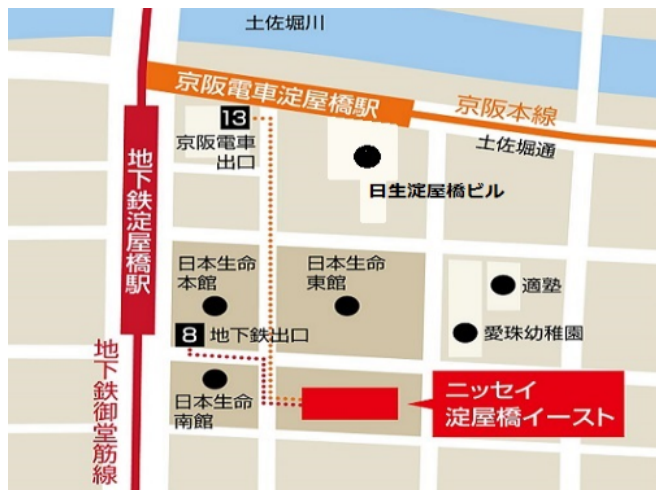 土佐堀川
京阪電車淀屋橋駅
京阪本線
土佐堀通
13
京阪電車
出口
日生淀屋橋ビル
地下鉄淀屋橋駅
日本生命
本館
日本生命
東館
適塾
愛珠幼稚園
8 地下鉄出口
日本生命
南館
ニッセイ
淀屋橋イースト
地下鉄御堂筋線